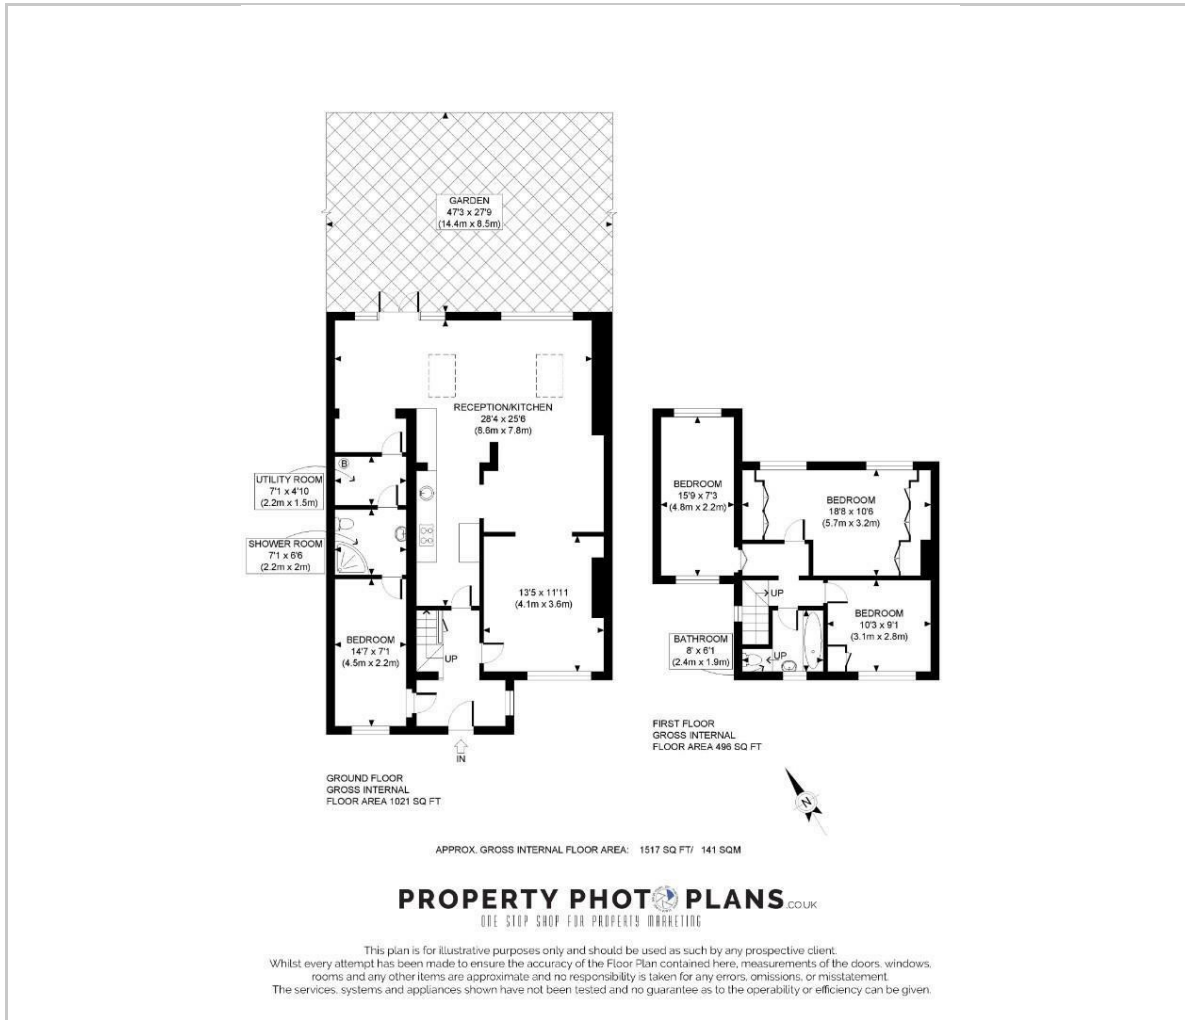 GARDEN
47'3 x 27'9
(14.4m x 8.5m)
RECEPTION/KITCHEN
28'4 x 25'6
(8.6m x 7.8m)
B
UTILITY ROOM
7'1 x 4'10
(2.2m x 1.5m)
SHOWER ROOM
7'1 x 6'6
(2.2m x 2m)
13'5 x 11'11
(4.1m x 3.6m)
BEDROOM
14'7 x 7'1
(4.5m x 2.2m)
UP
IN
BEDROOM
15'9 x 7'3
(4.8m x 2.2m)
BEDROOM
18'8 x 10'6
(5.7m x 3.2m)
UP
BEDROOM
10'3 x 9'1
(3.1m x 2.8m)
BATHROOM
8' x 6'1
(2.4m x 1.9m)
UP
FIRST FLOOR
GROSS INTERNAL
FLOOR AREA 496 SQ FT
GROUND FLOOR
GROSS INTERNAL
FLOOR AREA 1021 SQ FT
N
APPROX. GROSS INTERNAL FLOOR AREA: 1517 SQ FT/ 141 SQM
PROPERTY PHOTO PLANS.CO.UK
ONE STOP SHOP FOR PROPERTY MARKETING
This plan is for illustrative purposes only and should be used as such by any prospective client.
Whilst every attempt has been made to ensure the accuracy of the Floor Plan contained here, measurements of the doors, windows,
rooms and any other items are approximate and no responsibility is taken for any errors, omissions, or misstatement.
The services, systems and appliances shown have not been tested and no guarantee as to the operability or efficiency can be given.